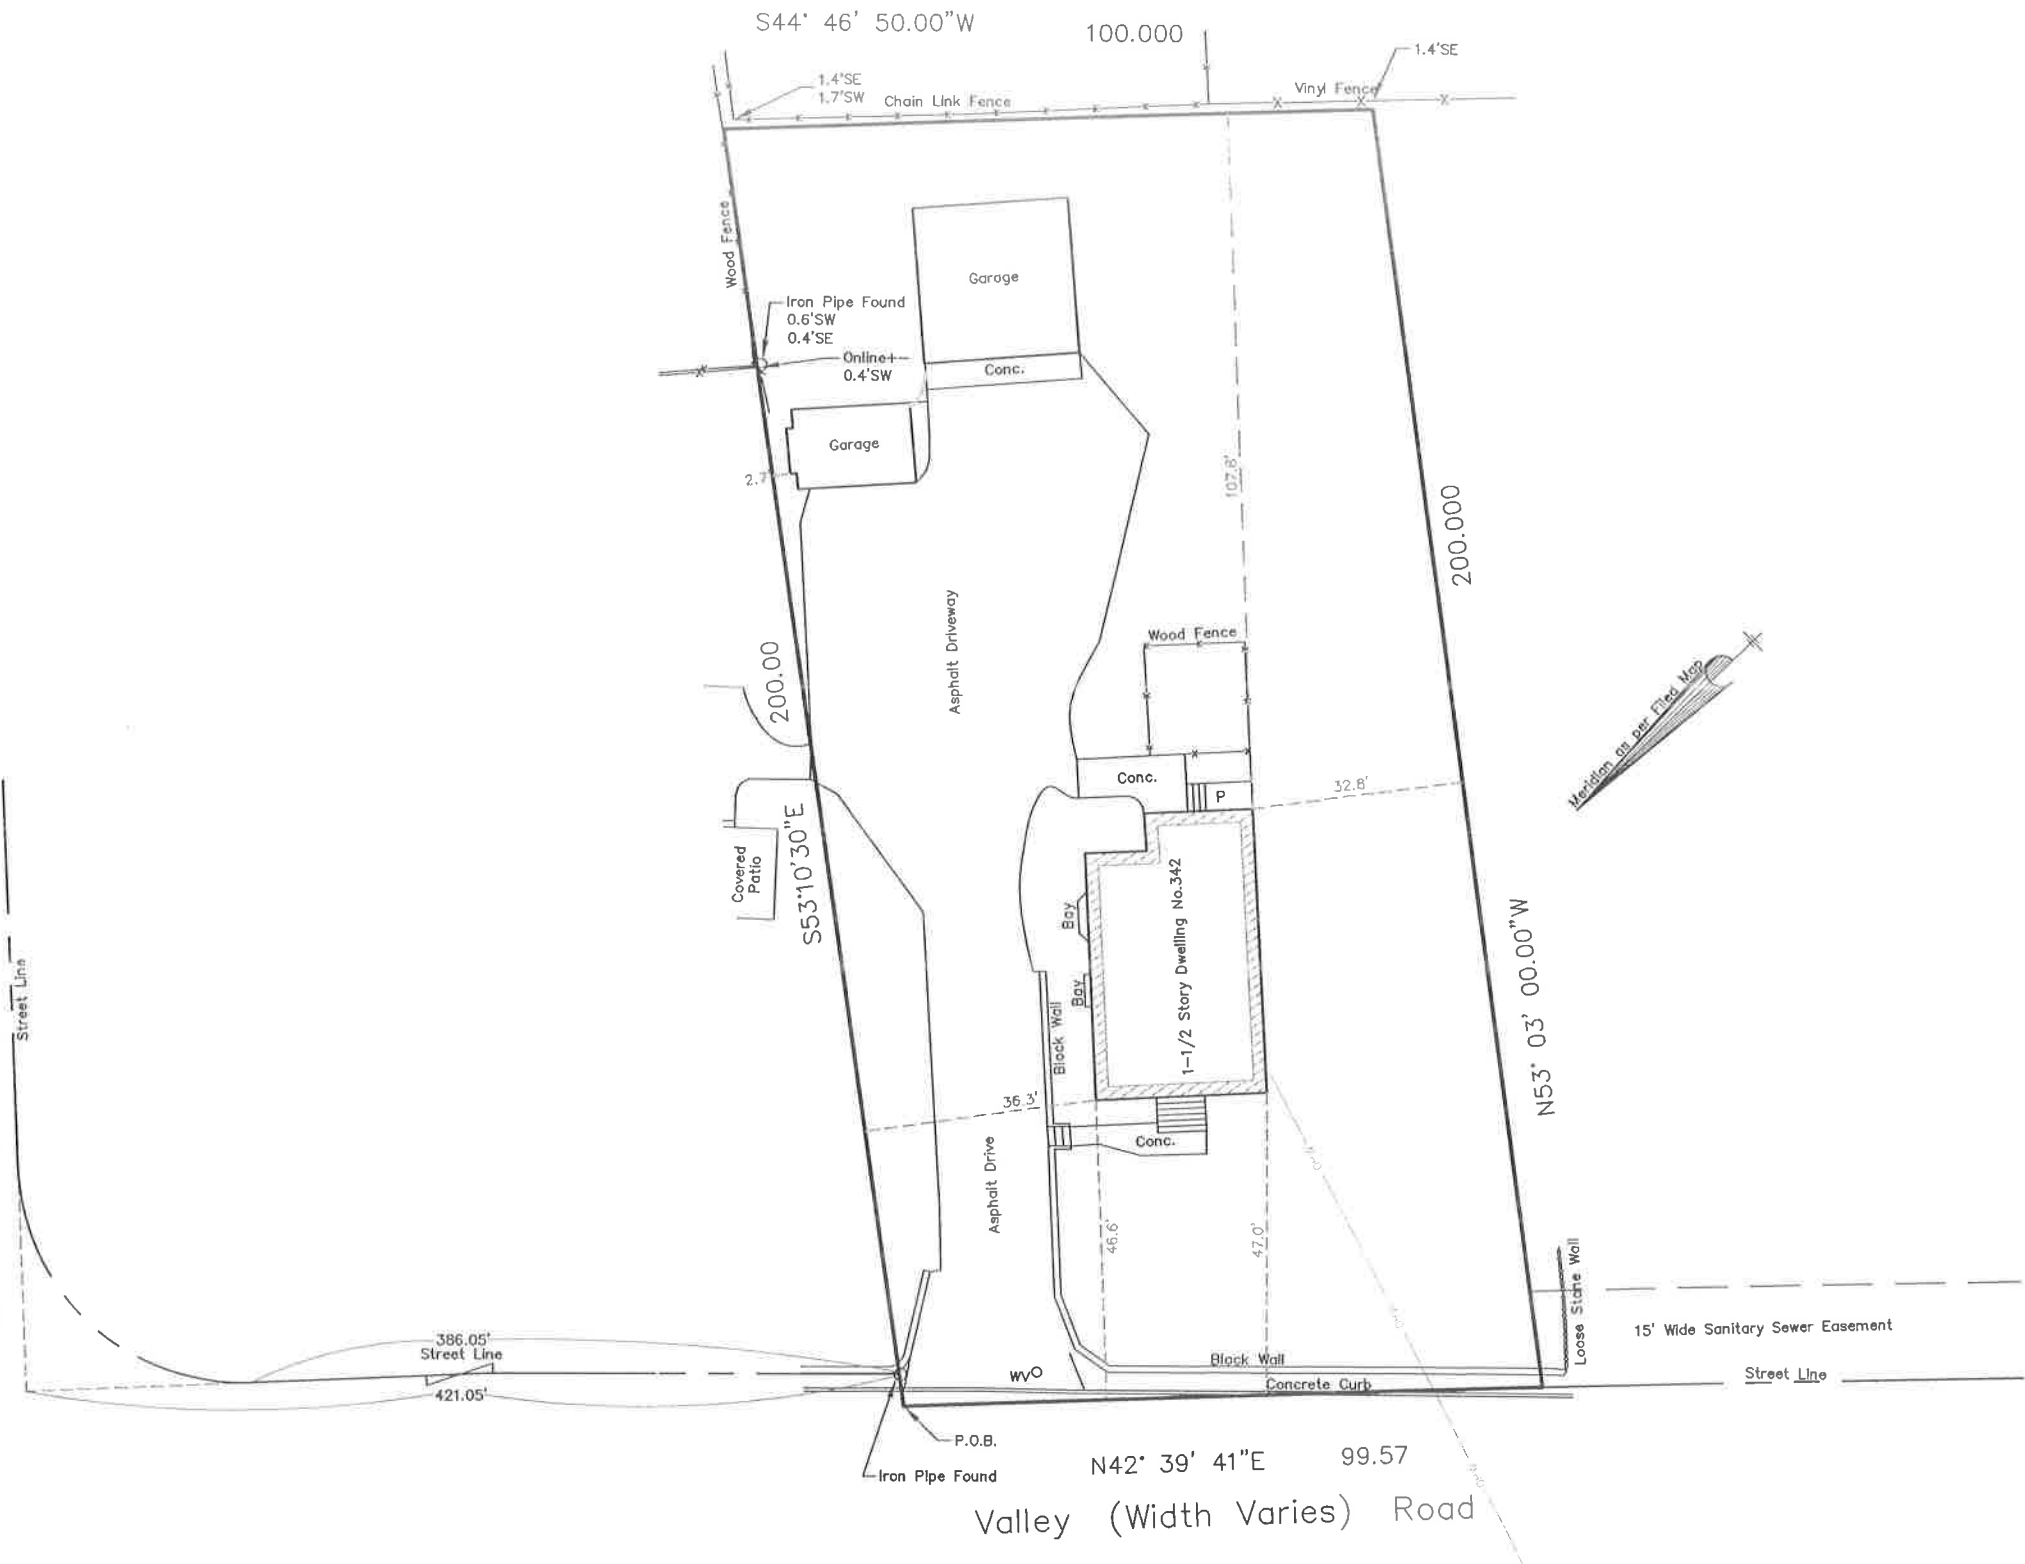 S44° 46' 50.00"W
100.000
1.4'SE
1.4'SE
1.7'SW
Chain Link Fence
Vinyl Fence
Wood Fence
Garage
Iron Pipe Found
0.6'SW
0.4'SE
Online+-
0.4'SW
Conc.
Garage
2.7'
107.8'
200.000
Asphalt Driveway
Wood Fence
200.00
Meridian as per Filed Map
Conc.
P
32.8'
S53°10'30"E
Covered
Patio
Bay
1-1/2 Story Dwelling No.342
N53° 03' 00.00"W
Street Line
Bay
Block Wall
36.3'
Conc.
Asphalt Drive
46.6'
47.0'
Loose Stone Wall
15' Wide Sanitary Sewer Easement
386.05'
Street Line
421.05'
WVO
Block Wall
Concrete Curb
Street Line
P.O.B.
Iron Pipe Found
N42° 39' 41"E
99.57
Valley (Width Varies) Road